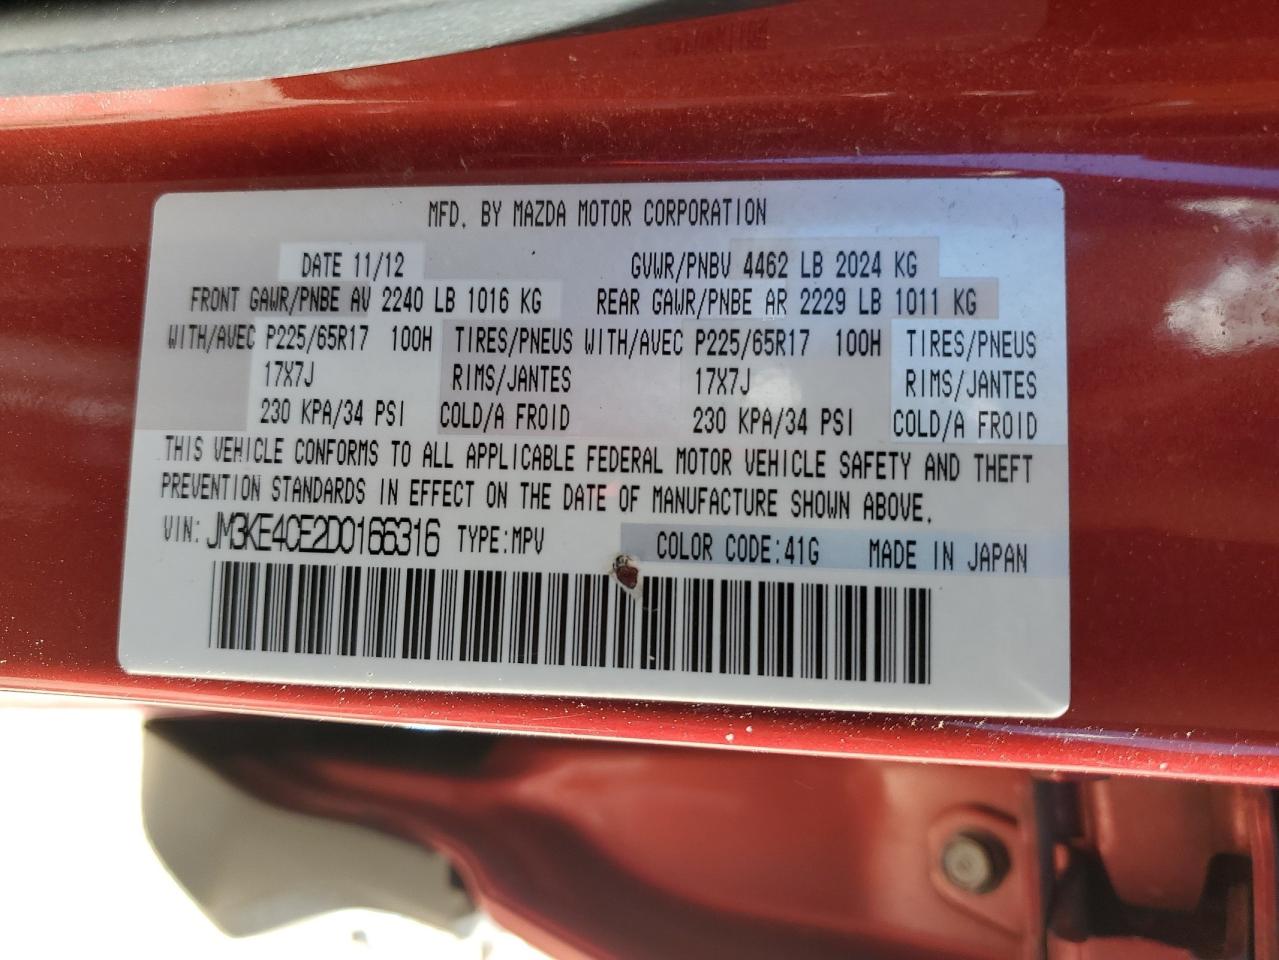 MFD. BY MAZDA MOTOR CORPORATION
DATE 11/12 GVWR/PNBV 4462 LB 2024 KG
FRONT GAWR/PNBE AV 2240 LB 1016 KG REAR GAWR/PNBE AR 2229 LB 1011 KG
WITH/AVEC P225/65R17 100H TIRES/PNEUS WITH/AVEC P225/65R17 100H TIRES/PNEUS
17X7J RIMS/JANTES 17X7J RIMS/JANTES
230 KPA/34 PSI COLD/A FROID 230 KPA/34 PSI COLD/A FROID
THIS VEHICLE CONFORMS TO ALL APPLICABLE FEDERAL MOTOR VEHICLE SAFETY AND THEFT
PREVENTION STANDARDS IN EFFECT ON THE DATE OF MANUFACTURE SHOWN ABOVE.
VIN: JM3KE4CE2D0166316 TYPE:MPV COLOR CODE:41G MADE IN JAPAN